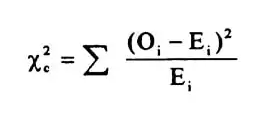 χ²c = Σ (Oi – Ei)² / Ei